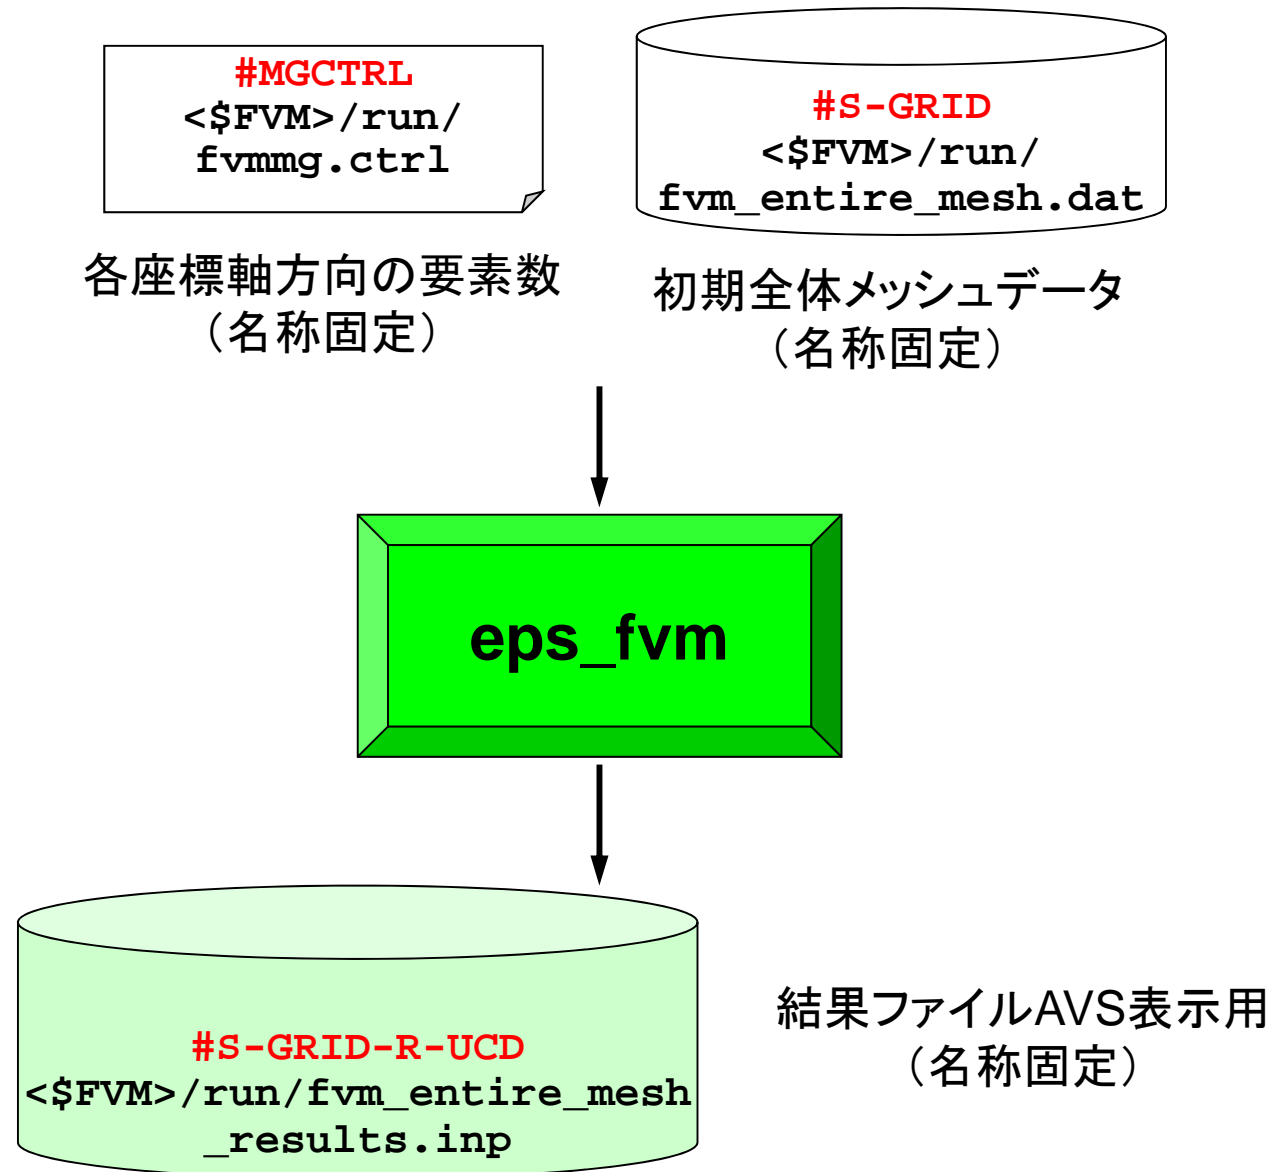 #MGCTRL
<$FVM>/run/
fvmmg.ctrl
各座標軸方向の要素数
（名称固定）
#S-GRID
<$FVM>/run/
fvm_entire_mesh.dat
初期全体メッシュデータ
（名称固定）
eps_fvm
#S-GRID-R-UCD
<$FVM>/run/fvm_entire_mesh
_results.inp
結果ファイルAVS表示用
（名称固定）